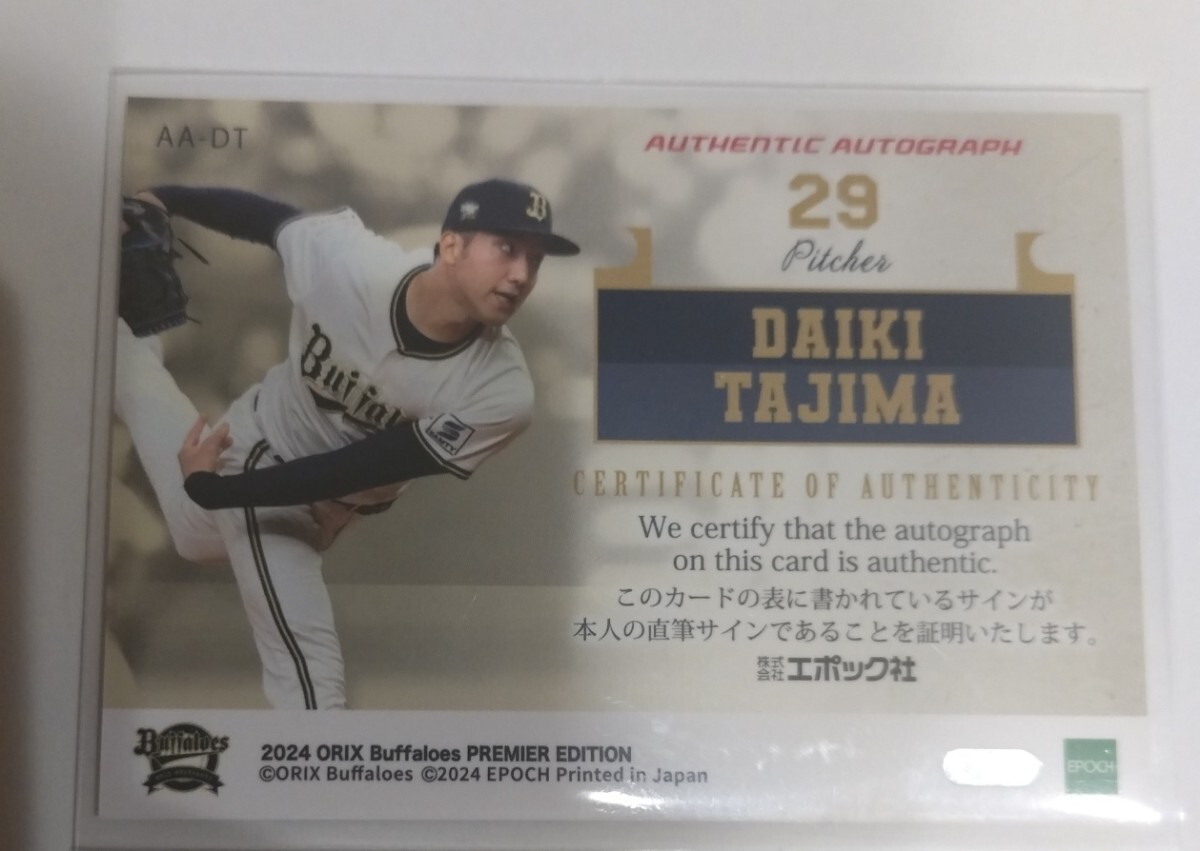 AA-DT
AUTHENTIC AUTOGRAPH
29
Pitcher
DAIKI
TAJIMA
CERTIFICATE OF AUTHENTICITY
We certify that the autograph
on this card is authentic.
このカードの表に書かれているサインが
本人の直筆サインであることを証明いたします。
株式会社エポック社
B
Buffal
Buffaloes
2024 ORIX Buffaloes PREMIER EDITION
©ORIX Buffaloes ©2024 EPOCH Printed in Japan
EPOCH